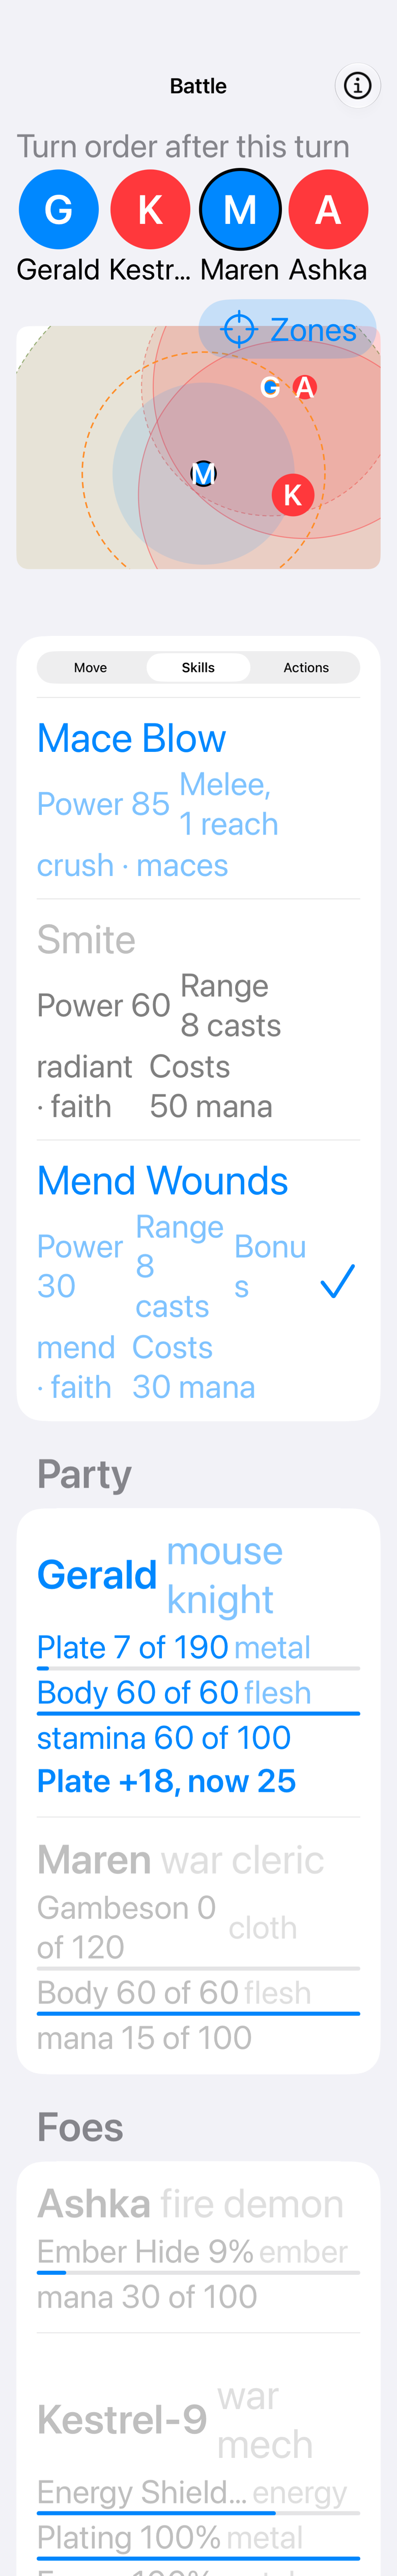 Battle
Turn order after this turn
G K M A
Gerald Kestr... Maren Ashka
Zones
G A
M
K
Move Skills Actions
Mace Blow
Power 85 Melee,
1 reach
crush · maces
Smite
Power 60 Range
8 casts
radiant Costs
· faith 50 mana
Mend Wounds
Power Range Bonu
30 8 s
casts
mend Costs
· faith 30 mana
Party
Gerald mouse
knight
Plate 7 of 190 metal
Body 60 of 60 flesh
stamina 60 of 100
Plate +18, now 25
Maren war cleric
Gambeson 0 cloth
of 120
Body 60 of 60 flesh
mana 15 of 100
Foes
Ashka fire demon
Ember Hide 9% ember
mana 30 of 100
Kestrel-9 war
mech
Energy Shield... energy
Plating 100% metal